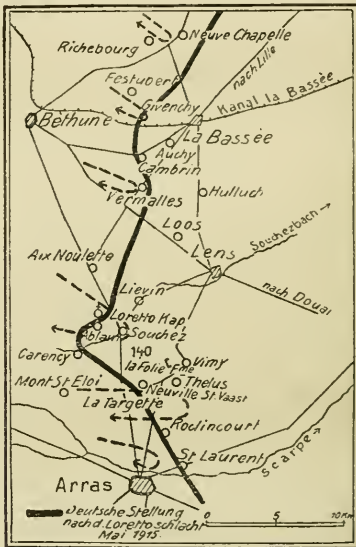 Neuve Chapelle
Richebourg
nach Lille
Festubert
Kanal la Bassée
Givenchy
Béthune
La Bassée
Auchy
Cambrin
Hulluch
Vermalles
Loos
Souchezbach
Lens
Aix Noulette
nach Douai
Lievin
Loretto Kap
Ablain
Souchéz
Carency
140
Vimy
la Folie Fme
Thelus
Mont St Eloi
Neuville St. Vaast
La Targette
Roclincourt
Scarpe
St Laurent
Arras
Deutsche Stellung
nach d. Lorettoschlacht
Mai 1915.
0 5 10 Km